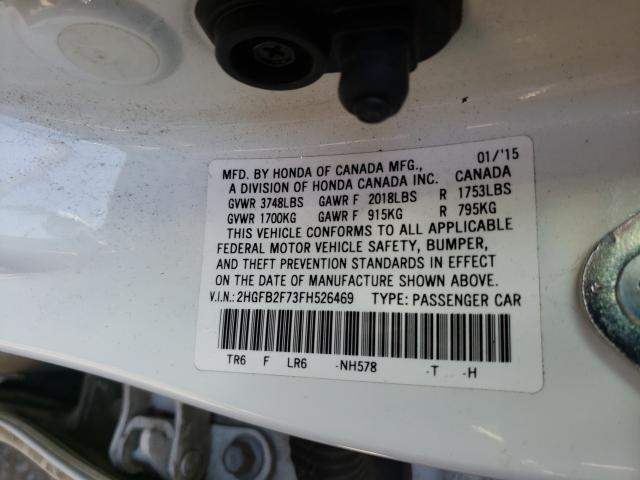 MFD. BY HONDA OF CANADA MFG., 01/'15
A DIVISION OF HONDA CANADA INC. CANADA
GVWR 3748LBS GAWR F 2018LBS R 1753LBS
GVWR 1700KG GAWR F 915KG R 795KG
THIS VEHICLE CONFORMS TO ALL APPLICABLE
FEDERAL MOTOR VEHICLE SAFETY, BUMPER,
AND THEFT PREVENTION STANDARDS IN EFFECT
ON THE DATE OF MANUFACTURE SHOWN ABOVE.
V.I.N.: 2HGFB2F73FH526469 TYPE: PASSENGER CAR
TR6 F LR6 -NH578 -T -H